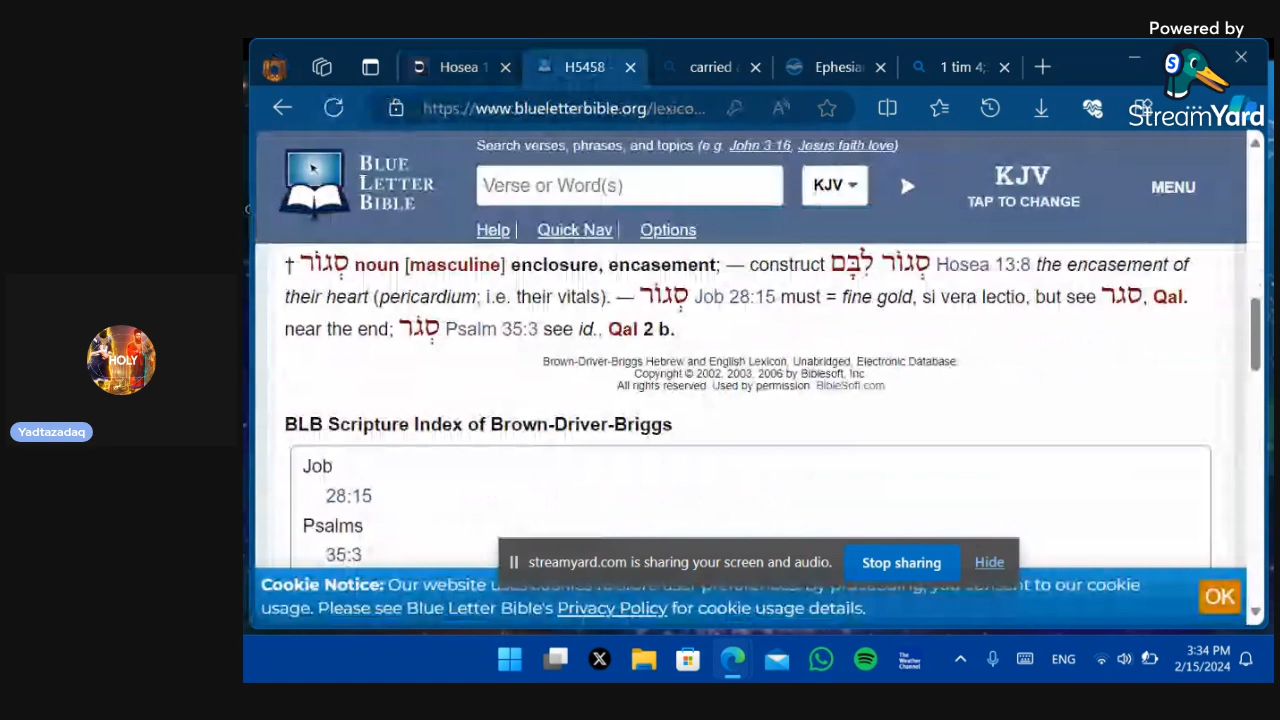 Powered by
StreamYard
Hosea 1
H5458 -
carried a
Ephesia
1 tim 4;
https://www.blueletterbible.org/lexico...
Search verses, phrases, and topics (e.g. John 3:16, Jesus faith love)
BLUE
LETTER
BIBLE
Verse or Word(s)
KJV
KJV
TAP TO CHANGE
MENU
Help
Quick Nav
Options
† סְגוֹר noun [masculine] enclosure, encasement; — construct סְגוֹר לִבָּם Hosea 13:8 the encasement of
their heart (pericardium; i.e. their vitals). — סְגוֹר Job 28:15 must = fine gold, si vera lectio, but see סגר, Qal.
near the end; סְגֹר Psalm 35:3 see id., Qal 2 b.
Brown-Driver-Briggs Hebrew and English Lexicon, Unabridged, Electronic Database.
Copyright © 2002, 2003, 2006 by Biblesoft, Inc.
All rights reserved. Used by permission. BibleSoft.com
BLB Scripture Index of Brown-Driver-Briggs
Job
28:15
Psalms
35:3
streamyard.com is sharing your screen and audio.
Stop sharing
Hide
Cookie Notice: Our website uses cookies to store user preferences. By proceeding, you consent to our cookie
usage. Please see Blue Letter Bible's Privacy Policy for cookie usage details.
OK
HOLY
Yadtazadaq
The
Weather
Channel
ENG
3:34 PM
2/15/2024